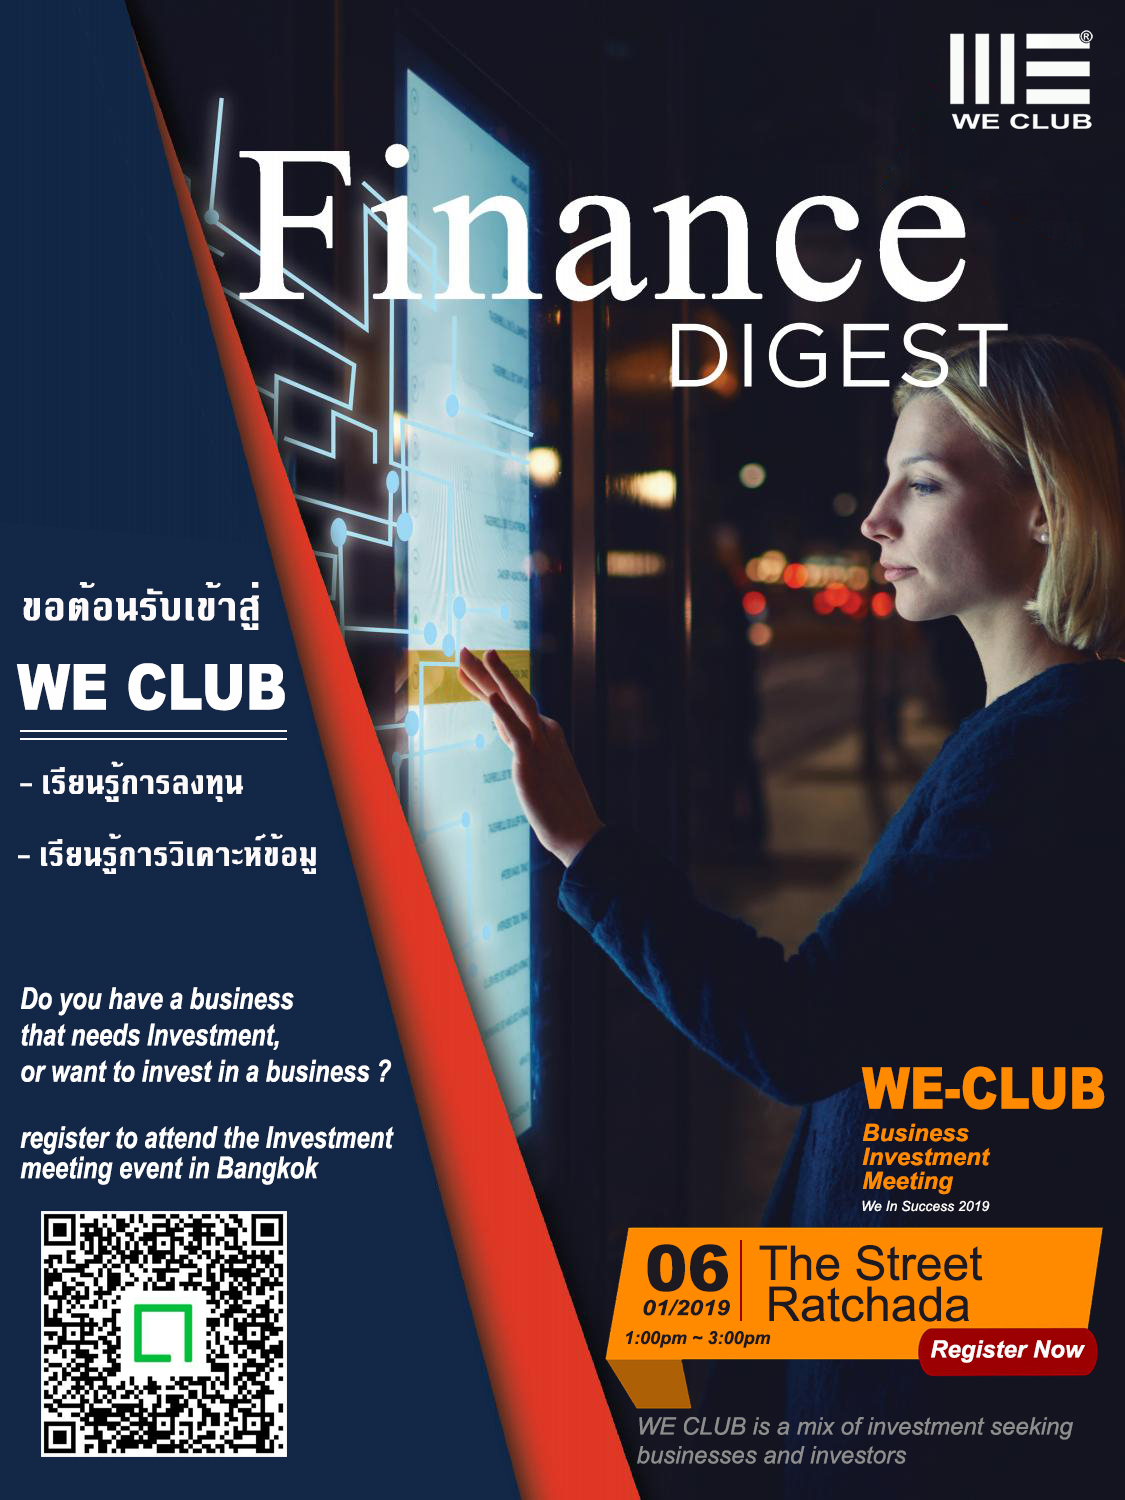 WE CLUB
Finance
DIGEST
ขอต้อนรับเข้าสู่
WE CLUB
- เรียนรู้การลงทุน
- เรียนรู้การวิเคาะห์ข้อมู
Do you have a business
that needs Investment,
or want to invest in a business ?
register to attend the Investment
meeting event in Bangkok
WE-CLUB
Business
Investment
Meeting
We In Success 2019
06
01/2019
1:00pm ~ 3:00pm
The Street
Ratchada
Register Now
WE CLUB is a mix of investment seeking
businesses and investors